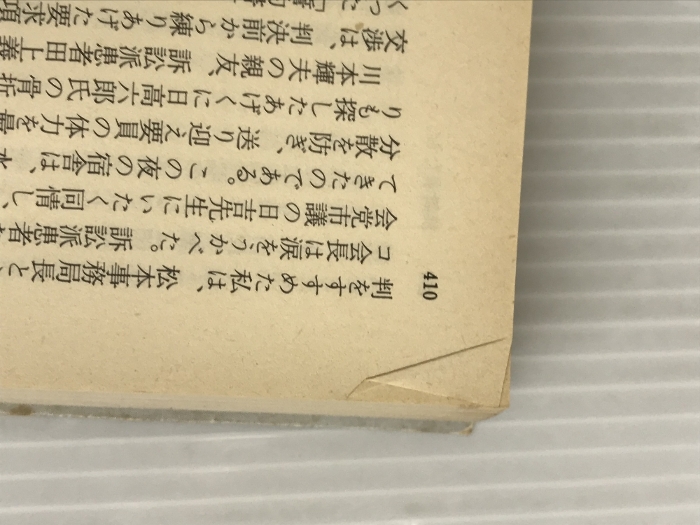 410
判をすすめた私は、松本事務局長と、
コ会長は涙をうかべた。訴訟派患者
会党市議の日吉先生にいたく同情し、
てきたのである。この夜の宿舎は、水
分散を防ぎ、送り迎え要員の体力を最
りも探したあげくに日高六郎氏の骨折
川本輝夫の親友、訴訟派患者田上義
交渉は、判決前から練りあげた要求項
くった